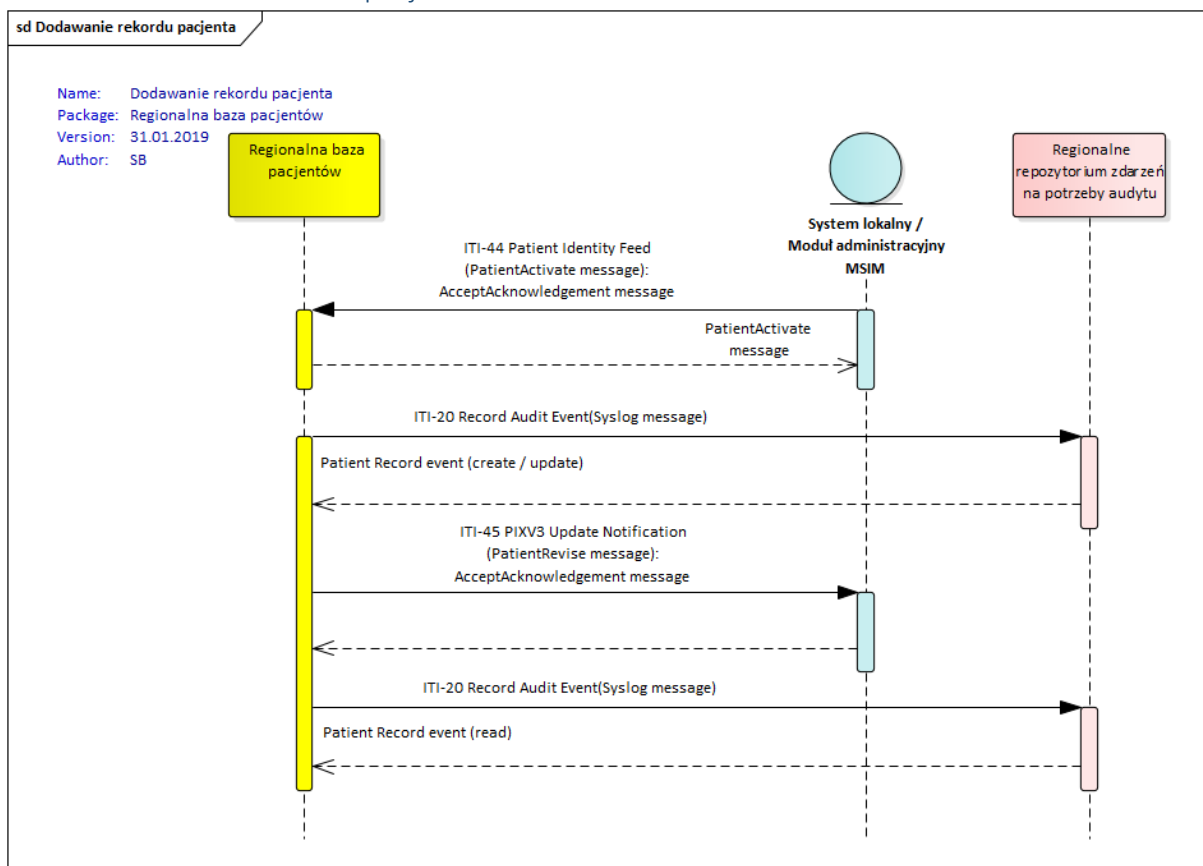 sd Dodawanie rekordu pacjenta
Name: Dodawanie rekordu pacjenta
Package: Regionalna baza pacjentów
Version: 31.01.2019
Author: SB
Regionalna baza
pacjentów
System lokalny /
Moduł administracyjny
MSIM
Regionalne
repozytorium zdarzeń
na potrzeby audytu
ITI-44 Patient Identity Feed
(PatientActivate message):
AcceptAcknowledgement message
PatientActivate
message
ITI-20 Record Audit Event(Syslog message)
Patient Record event (create / update)
ITI-45 PIXV3 Update Notification
(PatientRevise message):
AcceptAcknowledgement message
ITI-20 Record Audit Event(Syslog message)
Patient Record event (read)